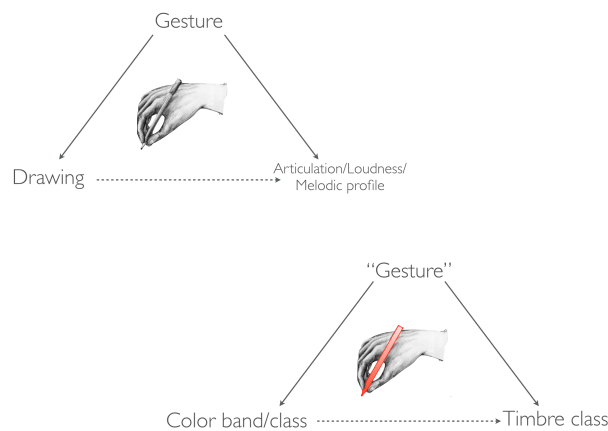 Gesture
Drawing
Articulation/Loudness/
Melodic profile
“Gesture”
Color band/class
Timbre class